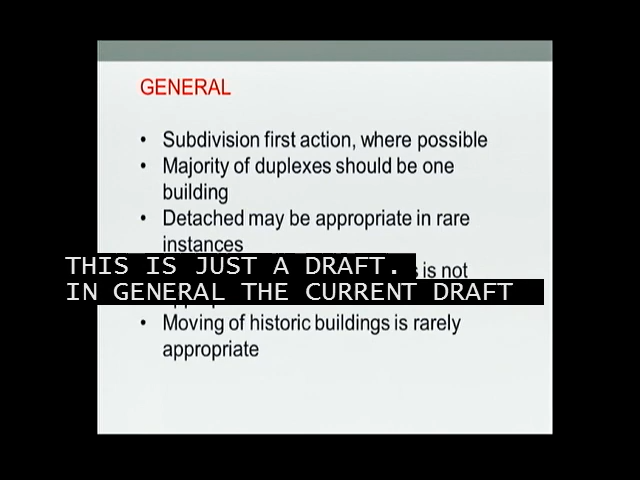 GENERAL
• Subdivision first action, where possible
• Majority of duplexes should be one
building
• Detached may be appropriate in rare
instances
THIS IS JUST A DRAFT.
is not
IN GENERAL THE CURRENT DRAFT
• Moving of historic buildings is rarely
appropriate